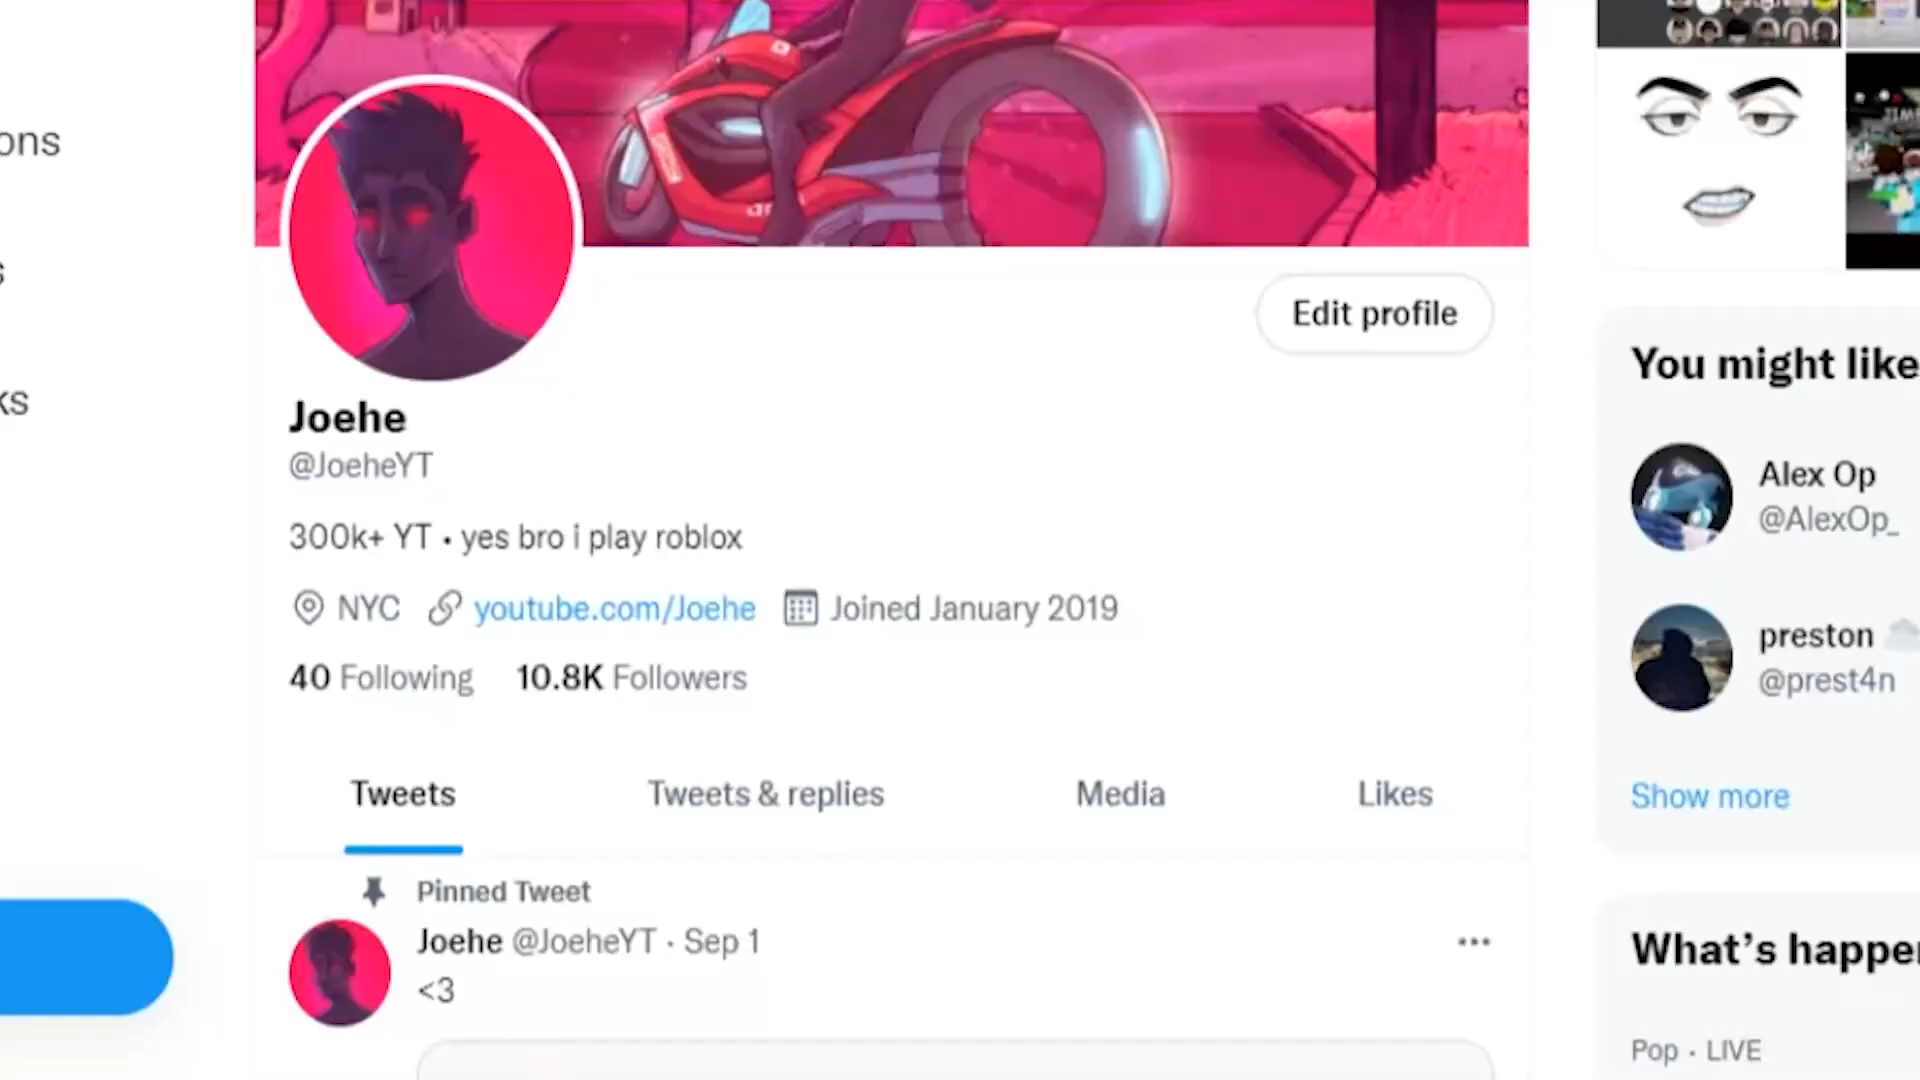 ons
s
ks
Edit profile
Joehe
@JoeheYT
300k+ YT • yes bro i play roblox
NYC youtube.com/Joehe Joined January 2019
40 Following 10.8K Followers
Tweets Tweets & replies Media Likes
Pinned Tweet
Joehe @JoeheYT · Sep 1
<3
You might like
Alex Op
@AlexOp_
preston
@prest4n
Show more
What's happen
Pop · LIVE